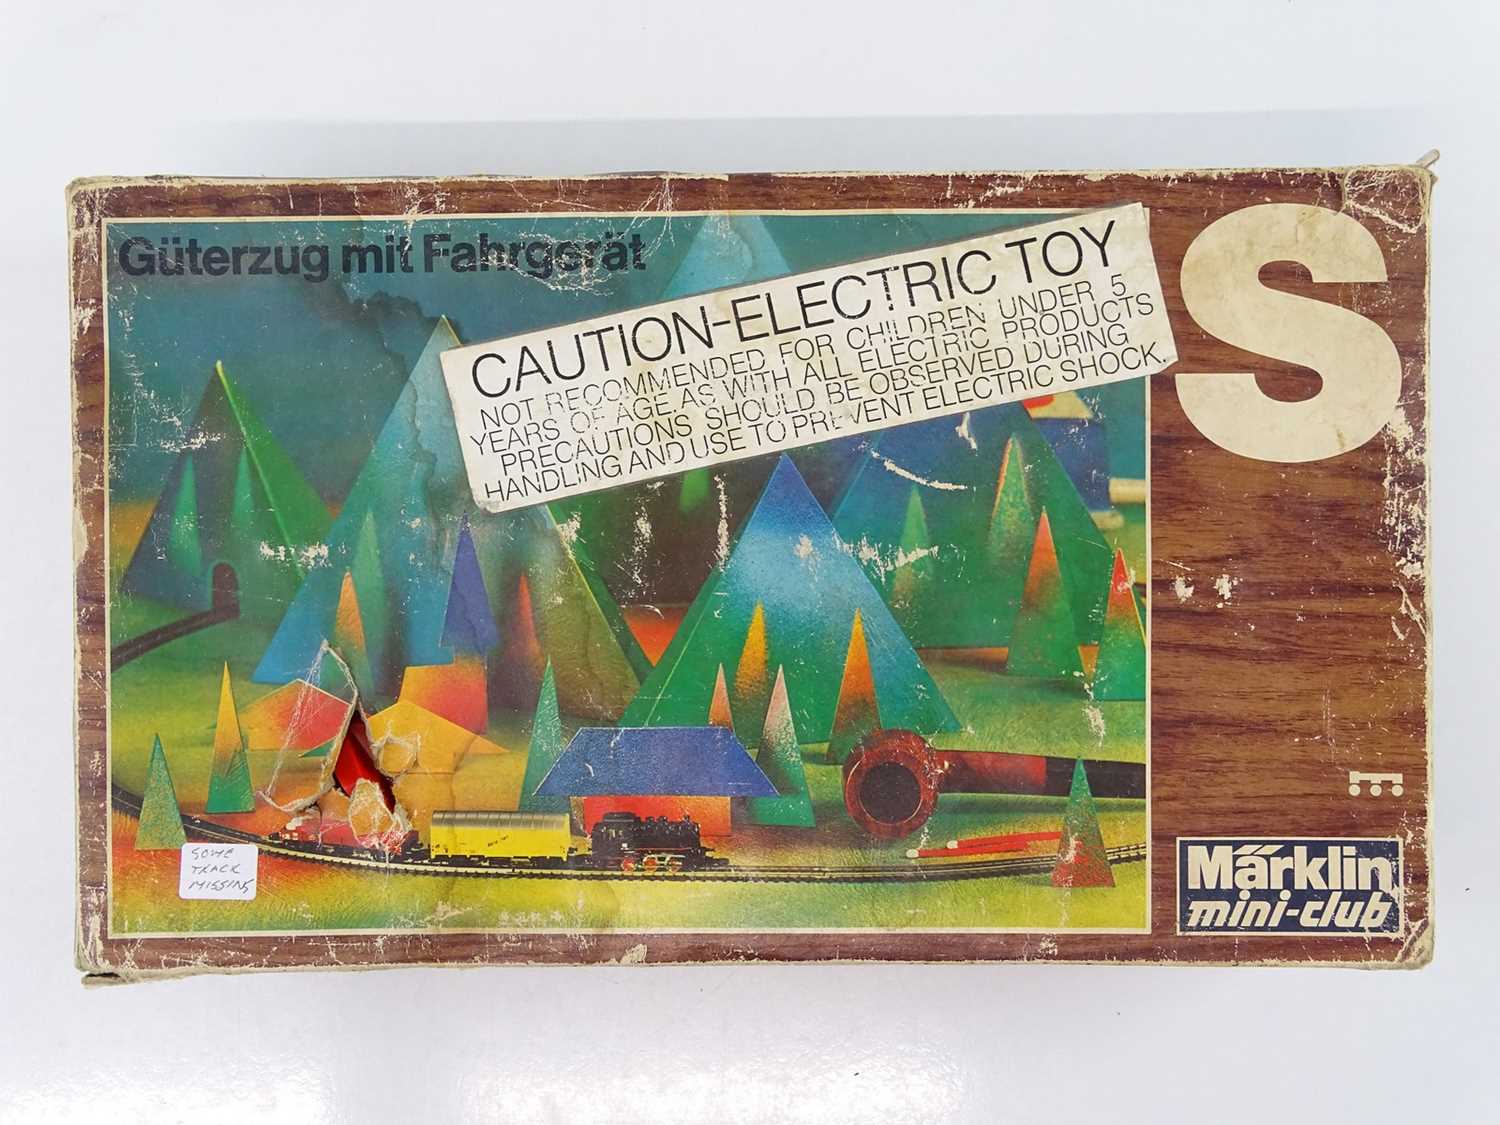 Güterzug mit Fahrgerät
CAUTION-ELECTRIC TOY
NOT RECOMMENDED FOR CHILDREN UNDER 5
YEARS OF AGE. AS WITH ALL ELECTRIC PRODUCTS
PRECAUTIONS SHOULD BE OBSERVED DURING
HANDLING AND USE TO PREVENT ELECTRIC SHOCK.
S
SOME
TRACK
MISSING
Märklin
mini-club